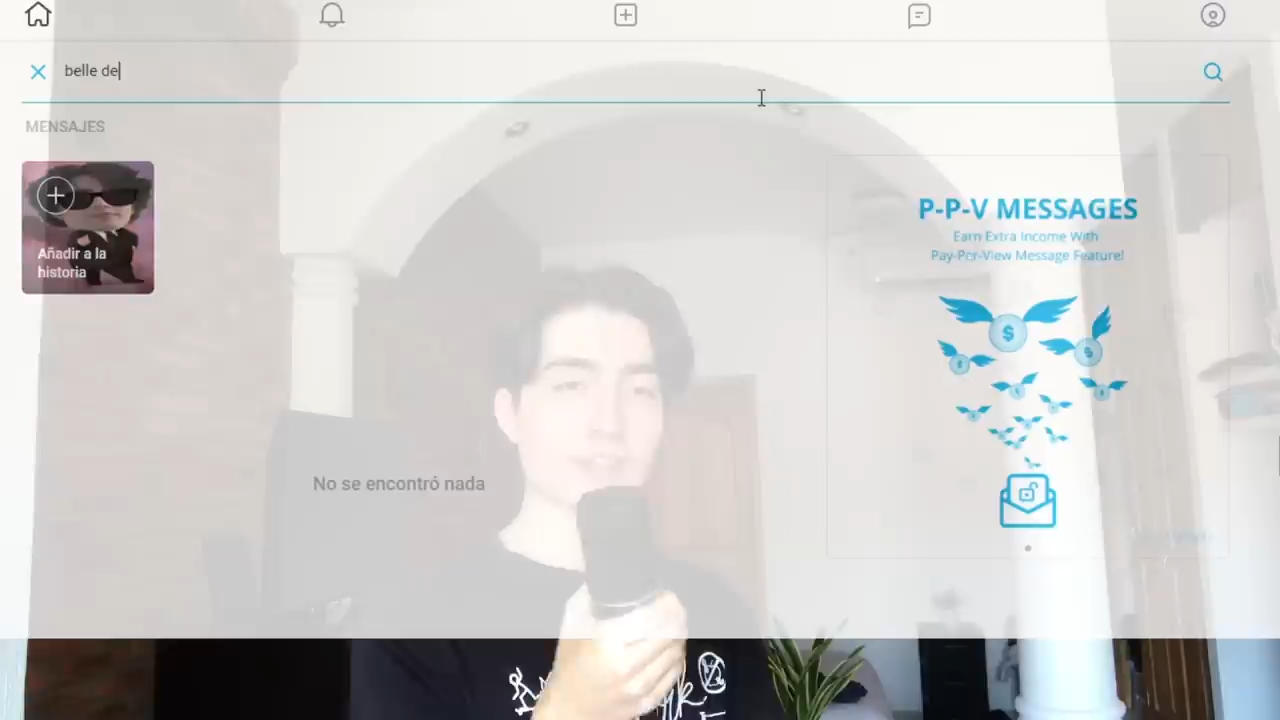 belle de
MENSAJES
Añadir a la
historia
P-P-V MESSAGES
Earn Extra Income With
Pay-Per-View Message Feature!
No se encontró nada